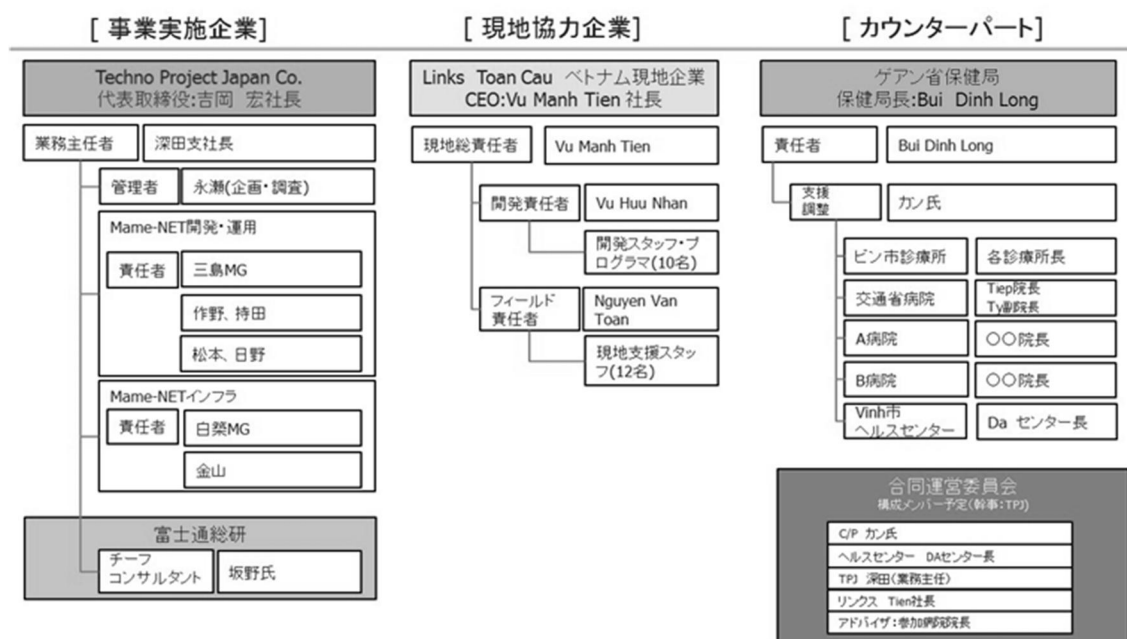 [ 事業実施企業]
[ 現地協力企業]
[ カウンターパート]
Techno Project Japan Co.
代表取締役:吉岡 宏社長
業務主任者
深田支社長
管理者
永瀬(企画・調査)
Mame-NET開発・運用
責任者
三島MG
作野、持田
松本、日野
Mame-NETインフラ
責任者
白築MG
金山
富士通総研
チーフ
コンサルタント
坂野氏
Links Toan Cau ベトナム現地企業
CEO:Vu Manh Tien 社長
現地総責任者
Vu Manh Tien
開発責任者
Vu Huu Nhan
開発スタッフ・プ
ログラマ(10名)
フィールド
責任者
Nguyen Van
Toan
現地支援スタッ
フ(12名)
ゲアン省保健局
保健局長:Bui Dinh Long
責任者
Bui Dinh Long
支援
調整
カン氏
ビン市診療所
各診療所長
交通省病院
Tiep院長
Ty副院長
A病院
〇〇院長
B病院
〇〇院長
Vinh市
ヘルスセンター
Da センター長
合同運営委員会
構成メンバー予定(幹事:TPJ)
C/P カン氏
ヘルスセンター DAセンター長
TPJ 深田(業務主任)
リンクス Tien社長
アドバイザ:参加病院院長